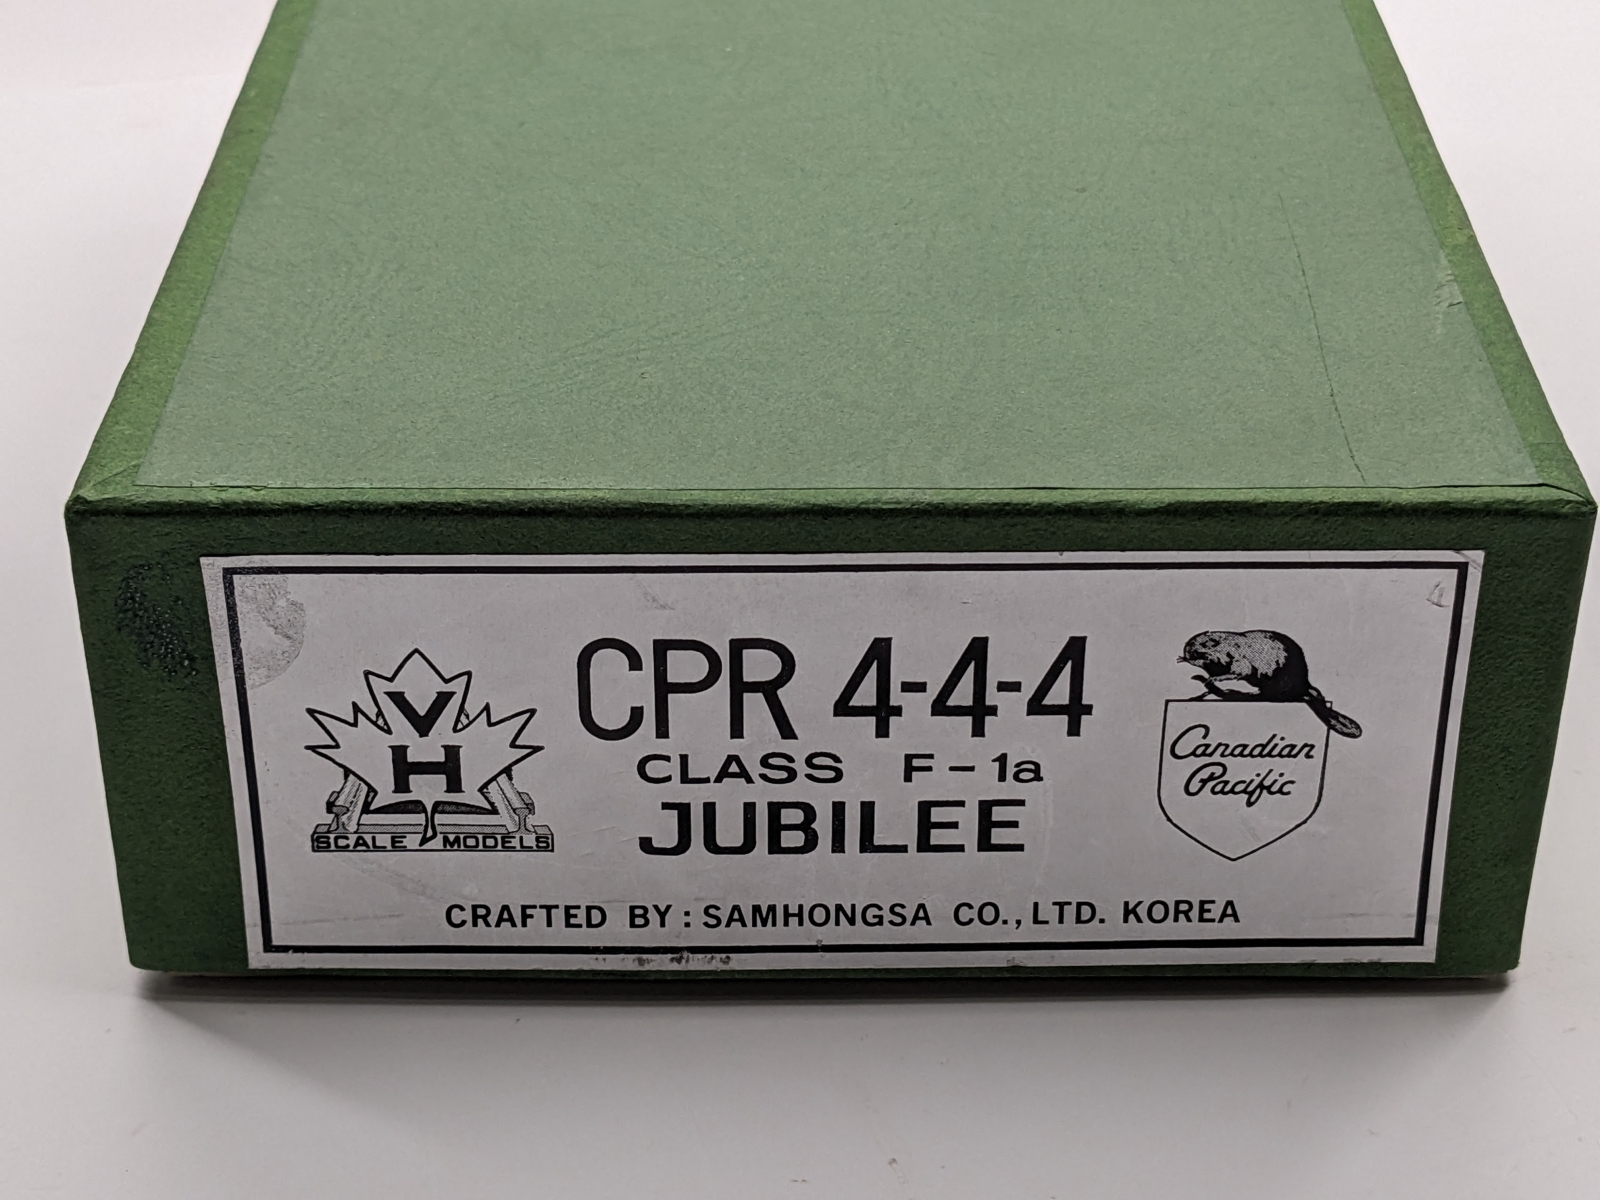 V
H
SCALE MODELS
CPR 4-4-4
CLASS F-1a
JUBILEE
Canadian
Pacific
CRAFTED BY: SAMHONGSA CO., LTD. KOREA